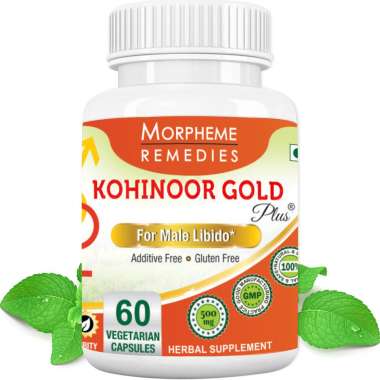 MORPHEME
REMEDIES
KOHINOOR GOLD
Plus®
For Male Libido*
Additive Free • Gluten Free
60
VEGETARIAN
CAPSULES
500
mg
GMP
100%
HERBAL SUPPLEMENT